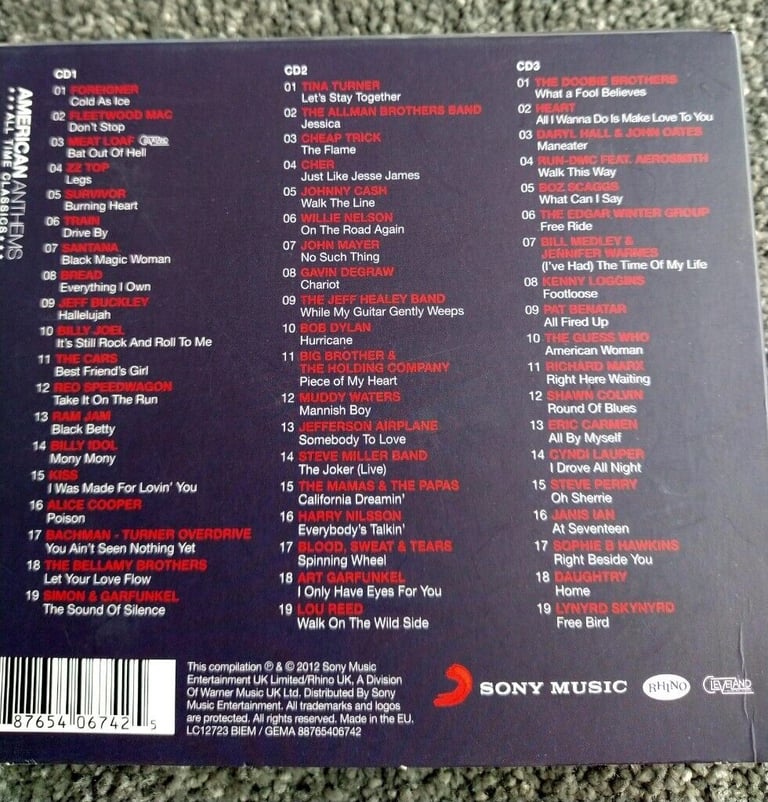 AMERICAN ANTHEMS
ALL TIME CLASSICS
CD1
01 FOREIGNER
Cold As Ice
02 FLEETWOOD MAC
Don't Stop
03 MEAT LOAF
Bat Out Of Hell
04 ZZ TOP
Legs
05 SURVIVOR
Burning Heart
06 TRAIN
Drive By
07 SANTANA
Black Magic Woman
08 BREAD
Everything I Own
09 JEFF BUCKLEY
Hallelujah
10 BILLY JOEL
It's Still Rock And Roll To Me
11 THE CARS
Best Friend's Girl
12 REO SPEEDWAGON
Take It On The Run
13 RAM JAM
Black Betty
14 BILLY IDOL
Mony Mony
15 KISS
I Was Made For Lovin' You
16 ALICE COOPER
Poison
17 BACHMAN - TURNER OVERDRIVE
You Ain't Seen Nothing Yet
18 THE BELLAMY BROTHERS
Let Your Love Flow
19 SIMON & GARFUNKEL
The Sound Of Silence
CD2
01 TINA TURNER
Let's Stay Together
02 THE ALLMAN BROTHERS BAND
Jessica
03 CHEAP TRICK
The Flame
04 CHER
Just Like Jesse James
05 JOHNNY CASH
Walk The Line
06 WILLIE NELSON
On The Road Again
07 JOHN MAYER
No Such Thing
08 GAVIN DEGRAW
Chariot
09 THE JEFF HEALEY BAND
While My Guitar Gently Weeps
10 BOB DYLAN
Hurricane
11 BIG BROTHER &
THE HOLDING COMPANY
Piece of My Heart
12 MUDDY WATERS
Mannish Boy
13 JEFFERSON AIRPLANE
Somebody To Love
14 STEVE MILLER BAND
The Joker (Live)
15 THE MAMAS & THE PAPAS
California Dreamin'
16 HARRY NILSSON
Everybody's Talkin'
17 BLOOD, SWEAT & TEARS
Spinning Wheel
18 ART GARFUNKEL
I Only Have Eyes For You
19 LOU REED
Walk On The Wild Side
CD3
01 THE DOOBIE BROTHERS
What a Fool Believes
02 HEART
All I Wanna Do Is Make Love To You
03 DARYL HALL & JOHN OATES
Maneater
04 RUN-DMC FEAT. AEROSMITH
Walk This Way
05 BOZ SCAGGS
What Can I Say
06 THE EDGAR WINTER GROUP
Free Ride
07 BILL MEDLEY &
JENNIFER WARNES
(I've Had) The Time Of My Life
08 KENNY LOGGINS
Footloose
09 PAT BENATAR
All Fired Up
10 THE GUESS WHO
American Woman
11 RICHARD MARX
Right Here Waiting
12 SHAWN COLVIN
Round Of Blues
13 ERIC CARMEN
All By Myself
14 CYNDI LAUPER
I Drove All Night
15 STEVE PERRY
Oh Sherrie
16 JANIS IAN
At Seventeen
17 SOPHIE B HAWKINS
Right Beside You
18 DAUGHTRY
Home
19 LYNYRD SKYNYRD
Free Bird
87654 06742 5
This compilation ℗ & © 2012 Sony Music
Entertainment UK Limited/Rhino UK, A Division
Of Warner Music UK Ltd. Distributed By Sony
Music Entertainment. All trademarks and logos
are protected. All rights reserved. Made in the EU.
LC12723 BIEM / GEMA 88765406742
SONY MUSIC
RHINO
CLEVELAND